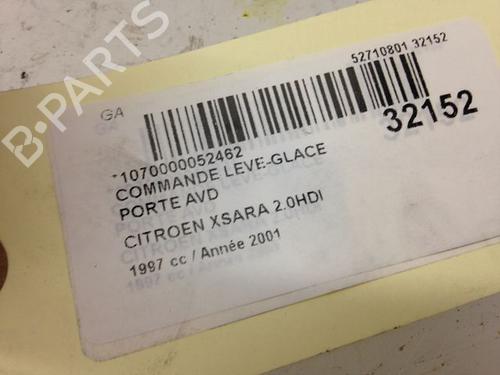 B-PARTS
GA
52710801 32152
32152
*1070000052462
COMMANDE LEVE-GLACE
PORTE AVD
CITROEN XSARA 2.0HDI
1997 cc / Année 2001